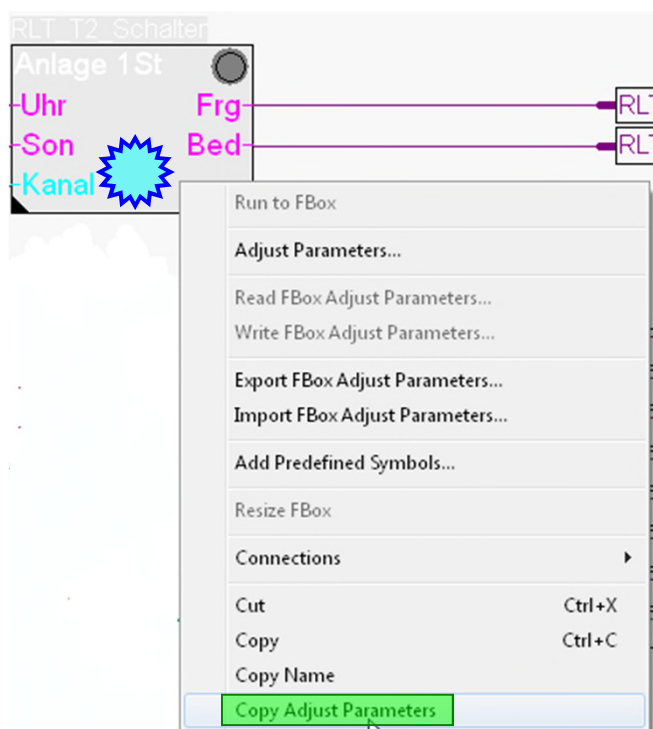 RLT_T2_Schalter
Anlage 1St
Uhr Frg
Son Bed
Kanal
RLT
RLT
Run to FBox
Adjust Parameters...
Read FBox Adjust Parameters...
Write FBox Adjust Parameters...
Export FBox Adjust Parameters...
Import FBox Adjust Parameters...
Add Predefined Symbols...
Resize FBox
Connections
Cut Ctrl+X
Copy Ctrl+C
Copy Name
Copy Adjust Parameters